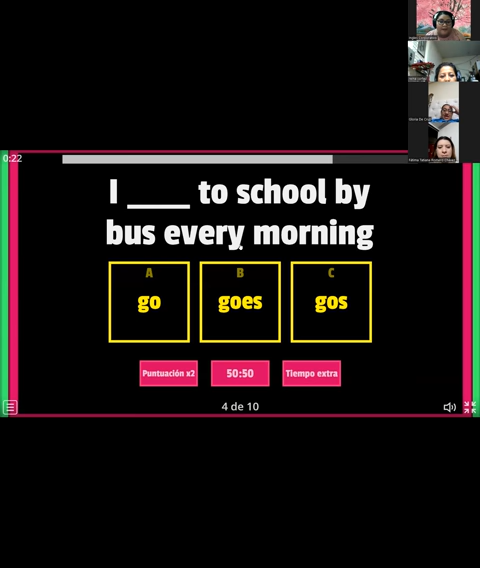 0:22
I ____ to school by
bus every morning
A
go
B
goes
C
gos
Puntuación x2
50:50
Tiempo extra
4 de 10